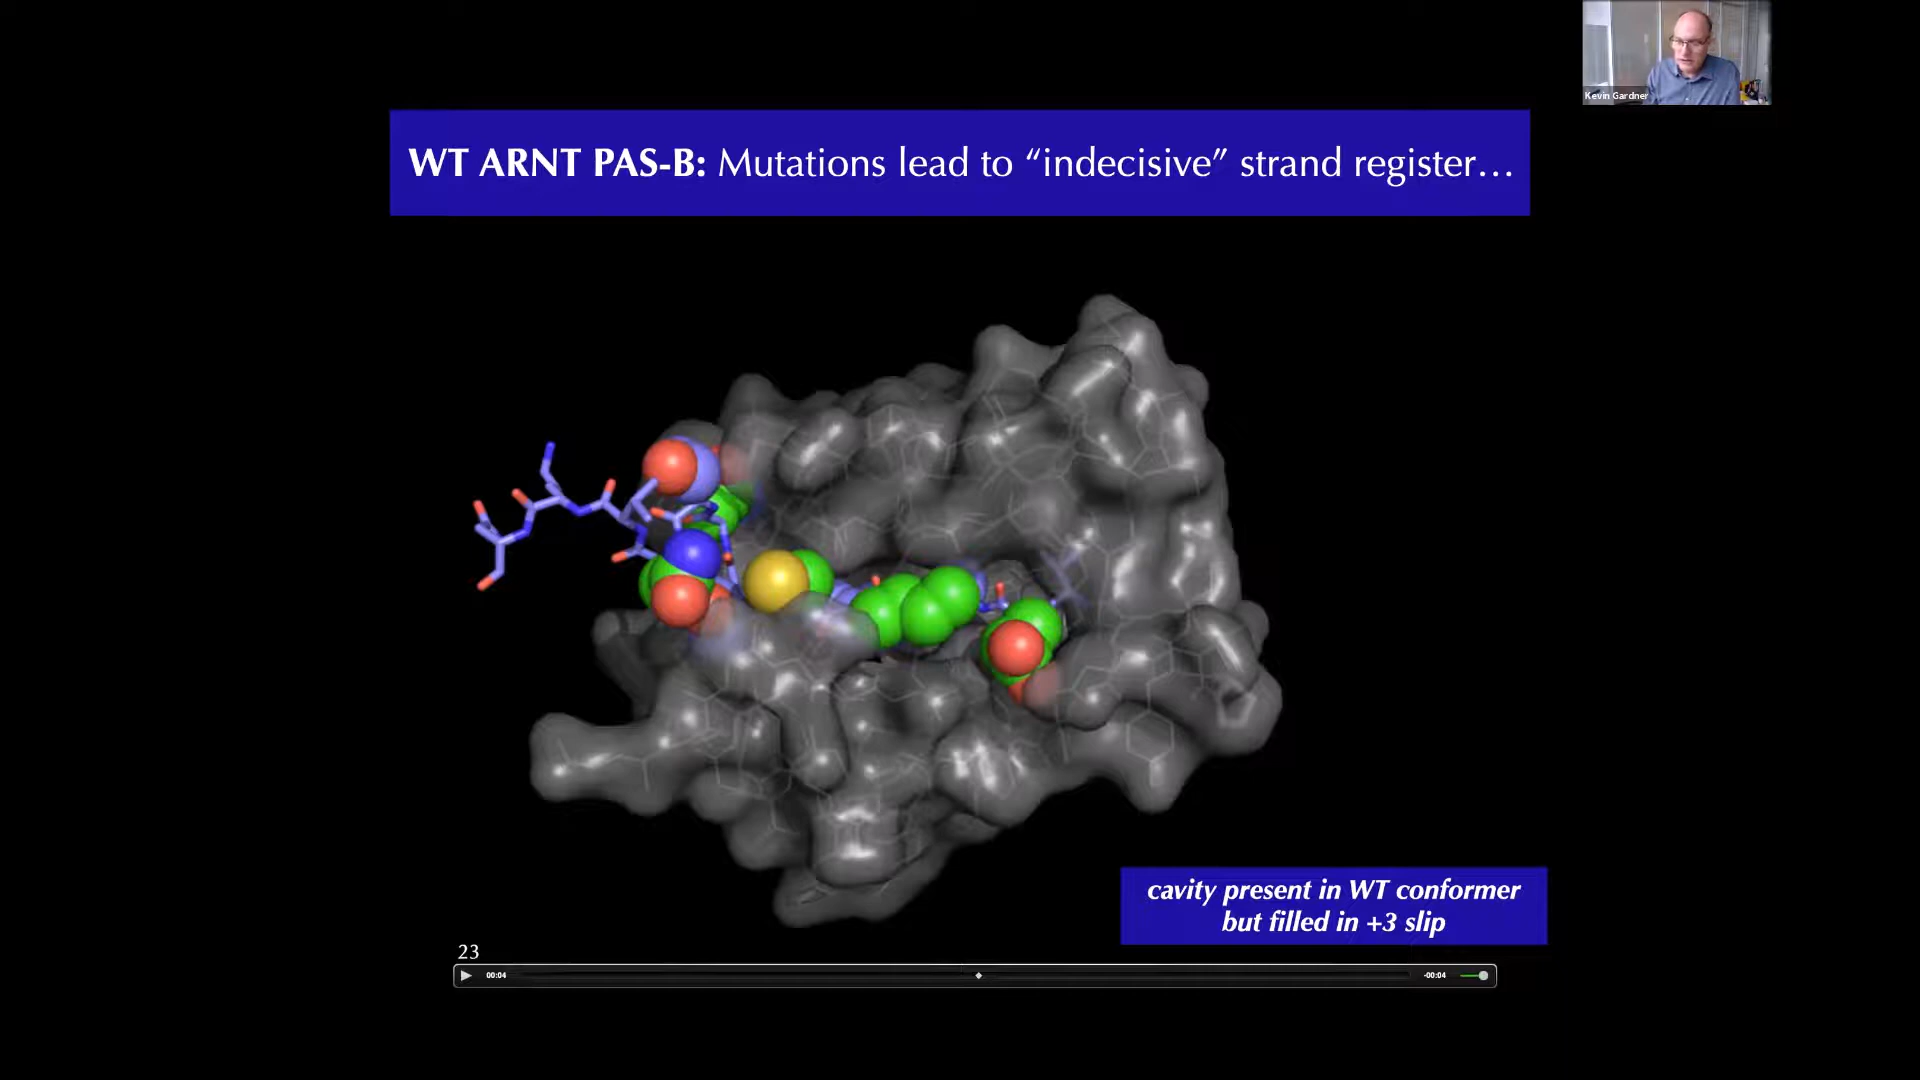 Kevin Gardner
WT ARNT PAS-B: Mutations lead to “indecisive” strand register…
cavity present in WT conformer
but filled in +3 slip
23
00:04
-00:04